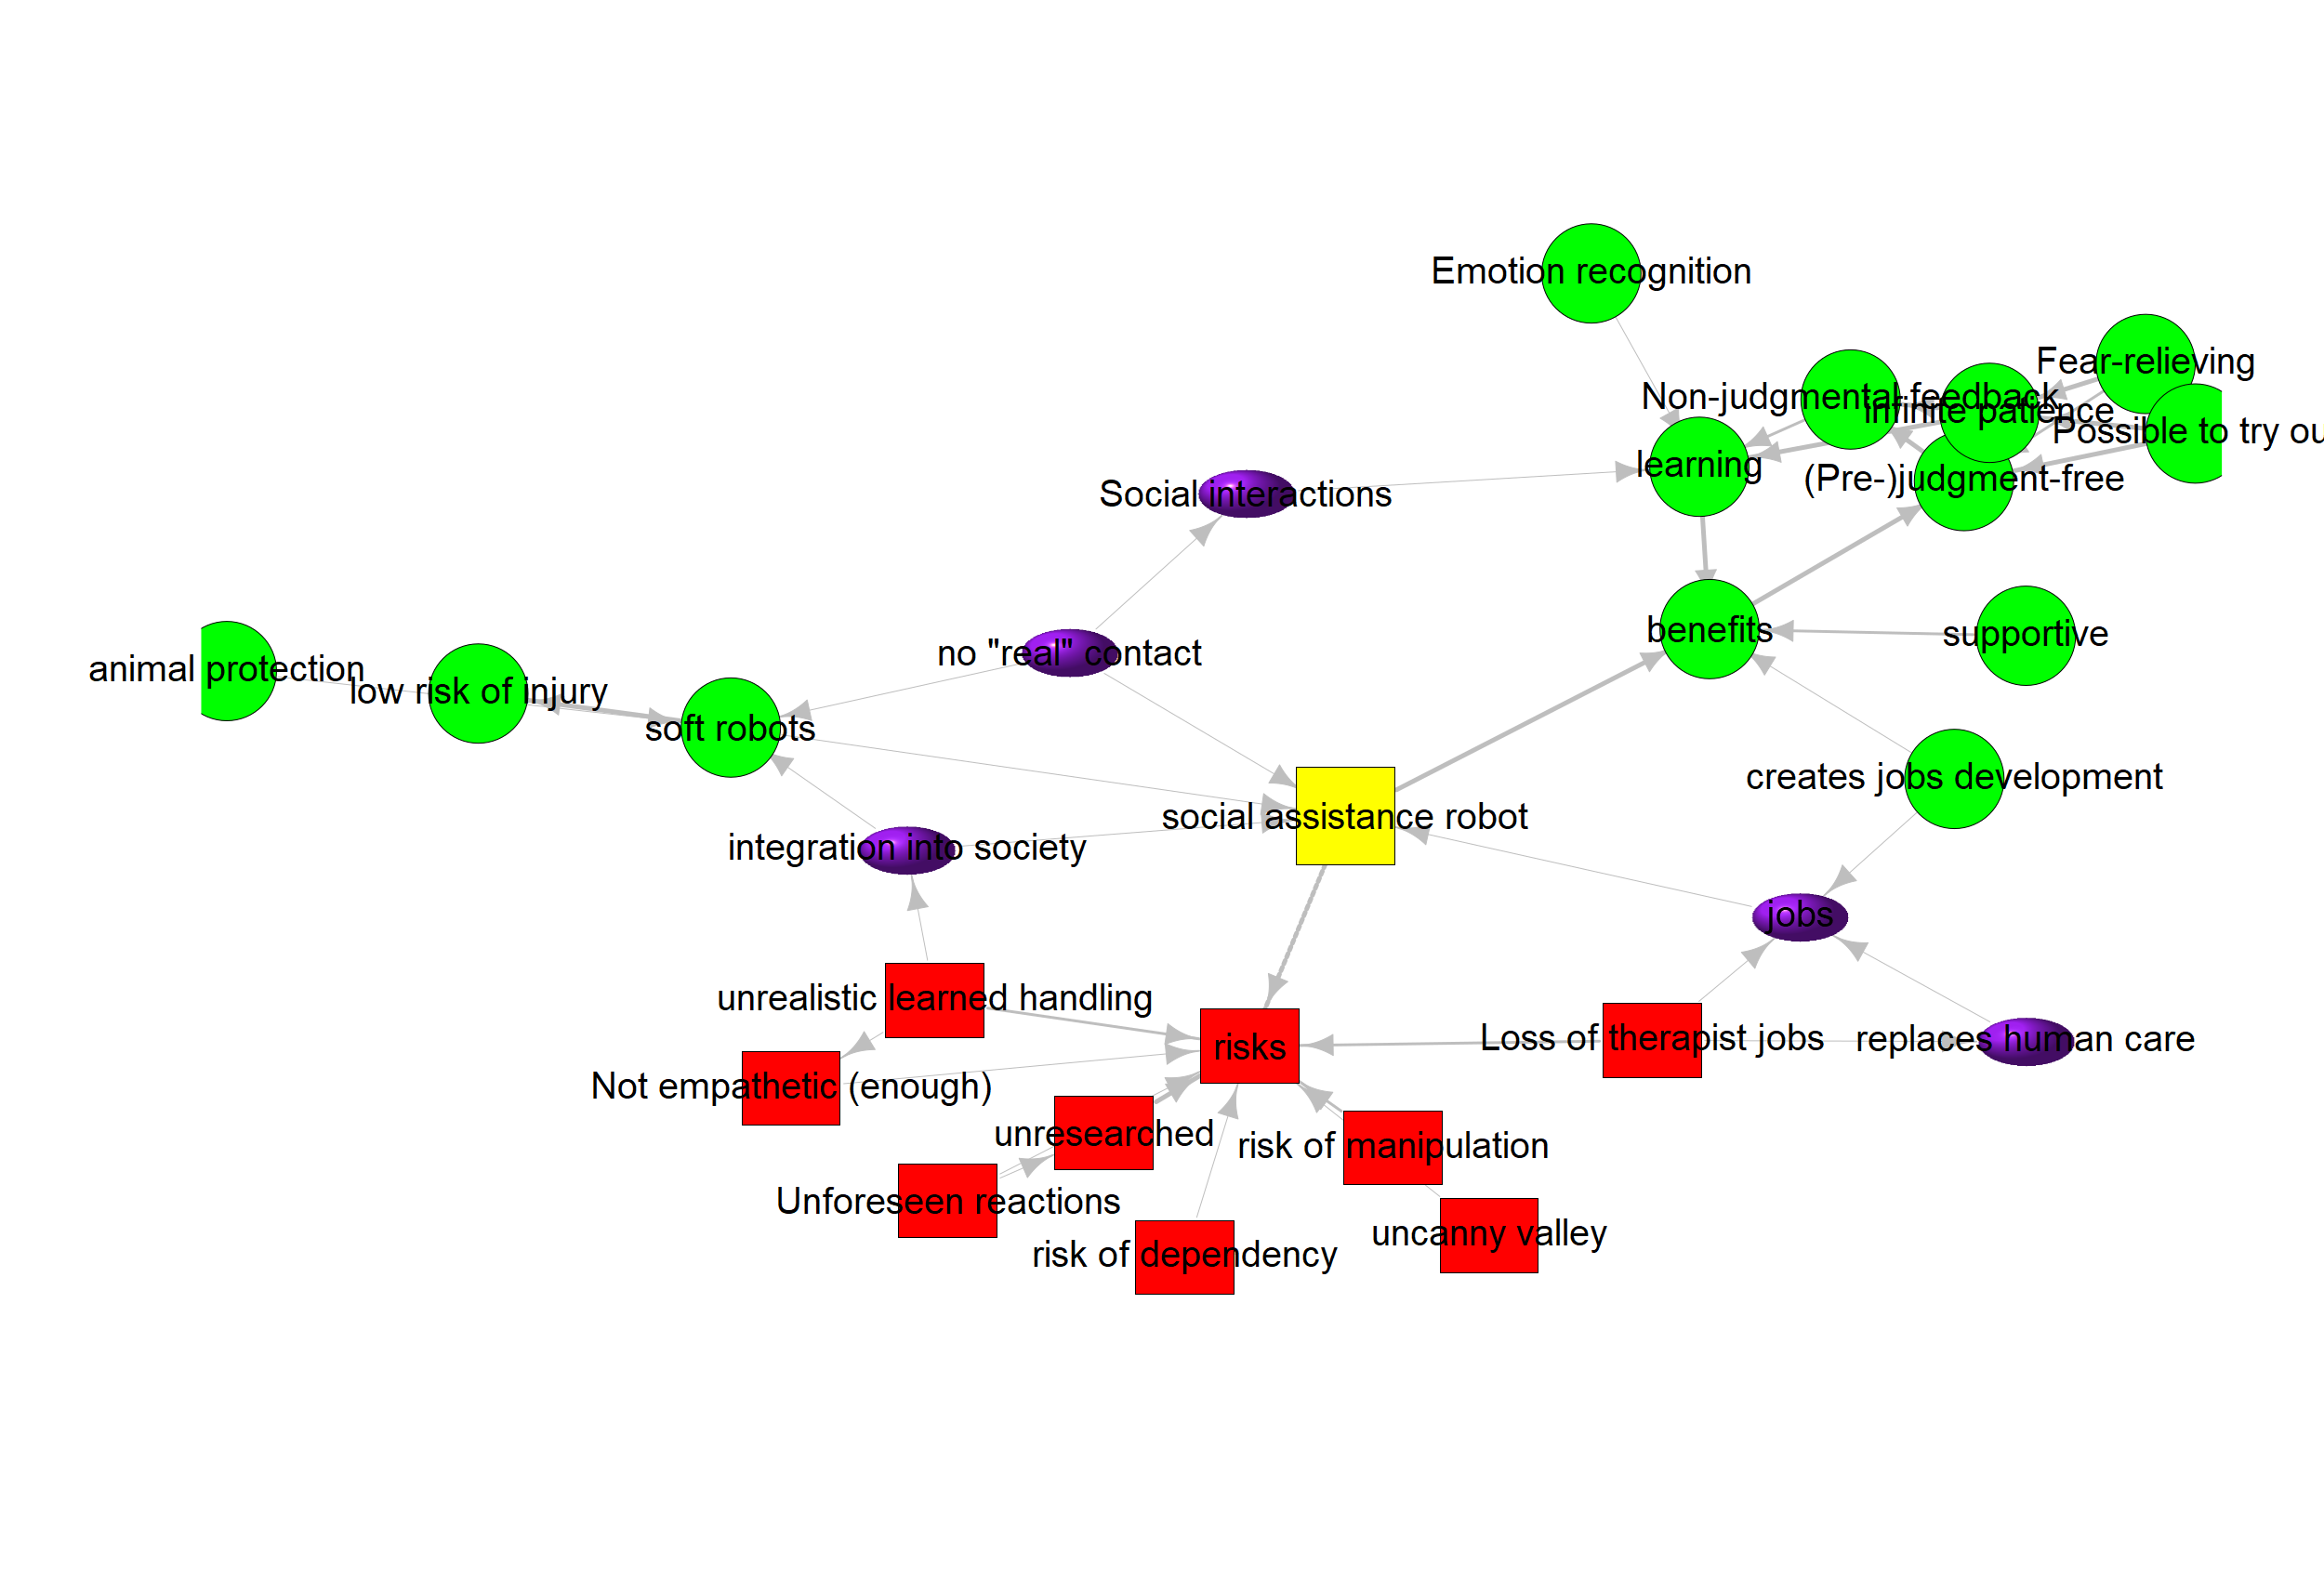 Emotion recognition
Fear-relieving
Non-judgmental feedback
infinite patience
Possible to try ou
learning
(Pre-)judgment-free
Social interactions
benefits
supportive
no "real" contact
animal protection
low risk of injury
soft robots
creates jobs development
social assistance robot
integration into society
jobs
unrealistic learned handling
risks
Loss of therapist jobs
replaces human care
Not empathetic (enough)
unresearched
risk of manipulation
Unforeseen reactions
uncanny valley
risk of dependency